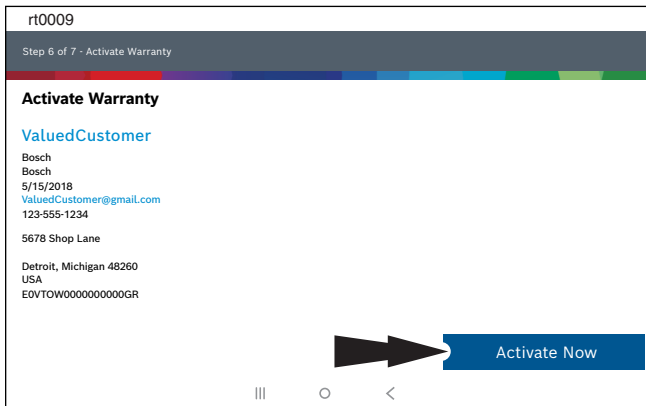 rt0009
Step 6 of 7 - Activate Warranty
Activate Warranty
ValuedCustomer
Bosch
Bosch
5/15/2018
ValuedCustomer@gmail.com
123-555-1234
5678 Shop Lane
Detroit, Michigan 48260
USA
E0VTOW0000000000GR
Activate Now